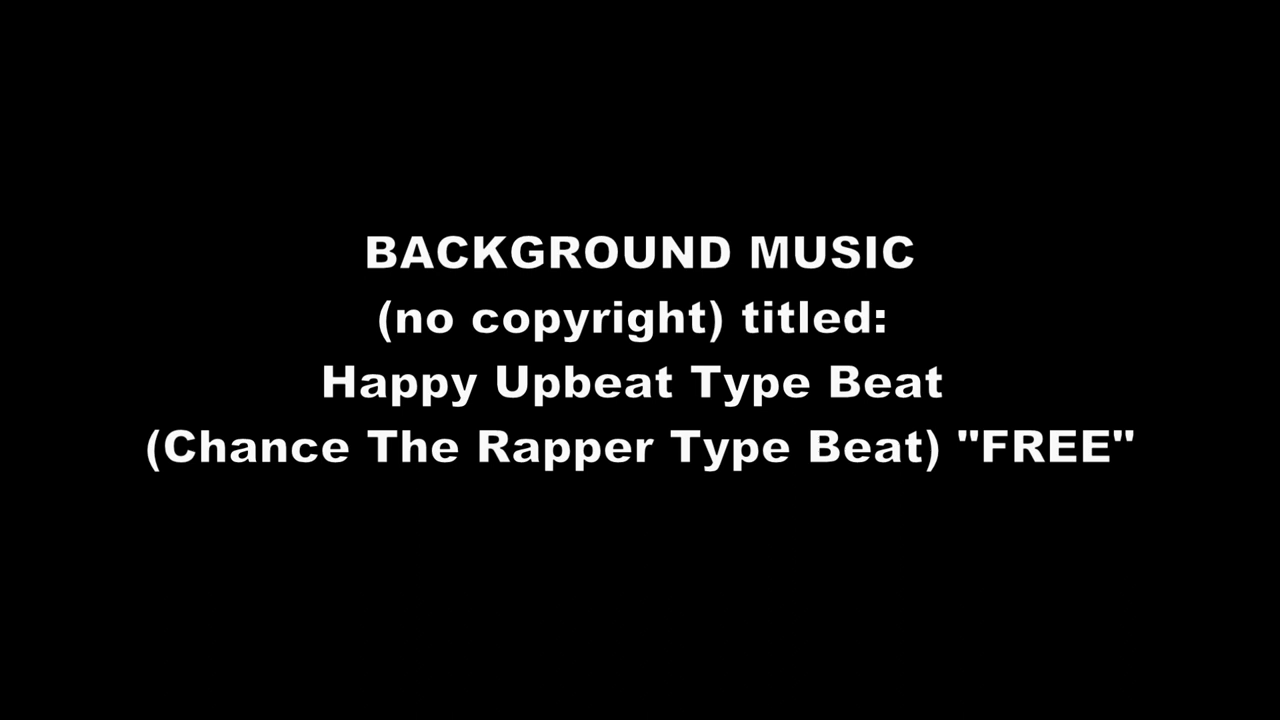 BACKGROUND MUSIC
(no copyright) titled:
Happy Upbeat Type Beat
(Chance The Rapper Type Beat) "FREE"